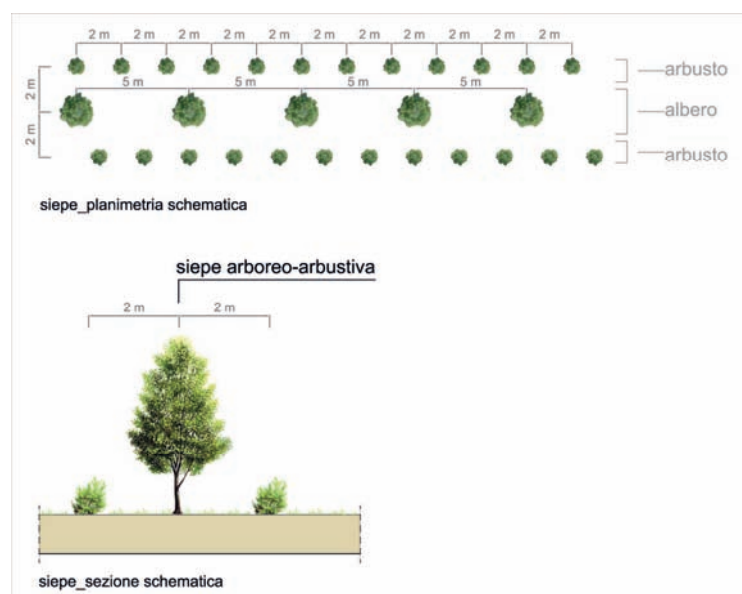 2 m 2 m 2 m 2 m 2 m 2 m 2 m 2 m 2 m 2 m 2 m
arbusto
2 m
5 m 5 m 5 m 5 m
albero
2 m
arbusto
siepe_planimetria schematica
siepe arboreo-arbustiva
2 m 2 m
siepe_sezione schematica